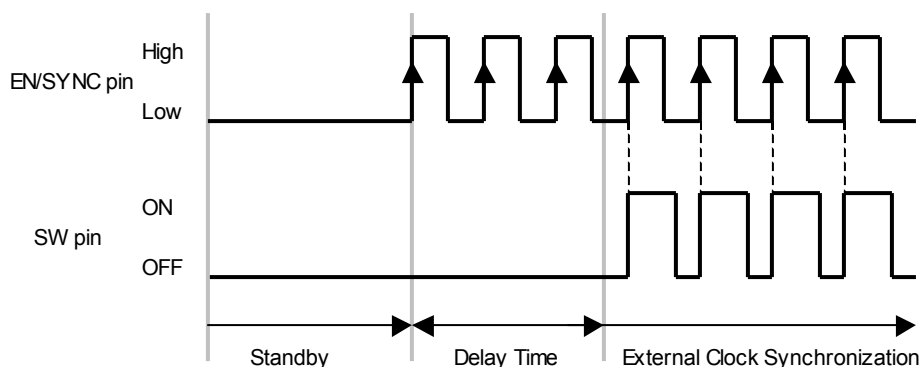 High
EN/SYNC pin
Low
ON
SW pin
OFF
Standby
Delay Time
External Clock Synchronization